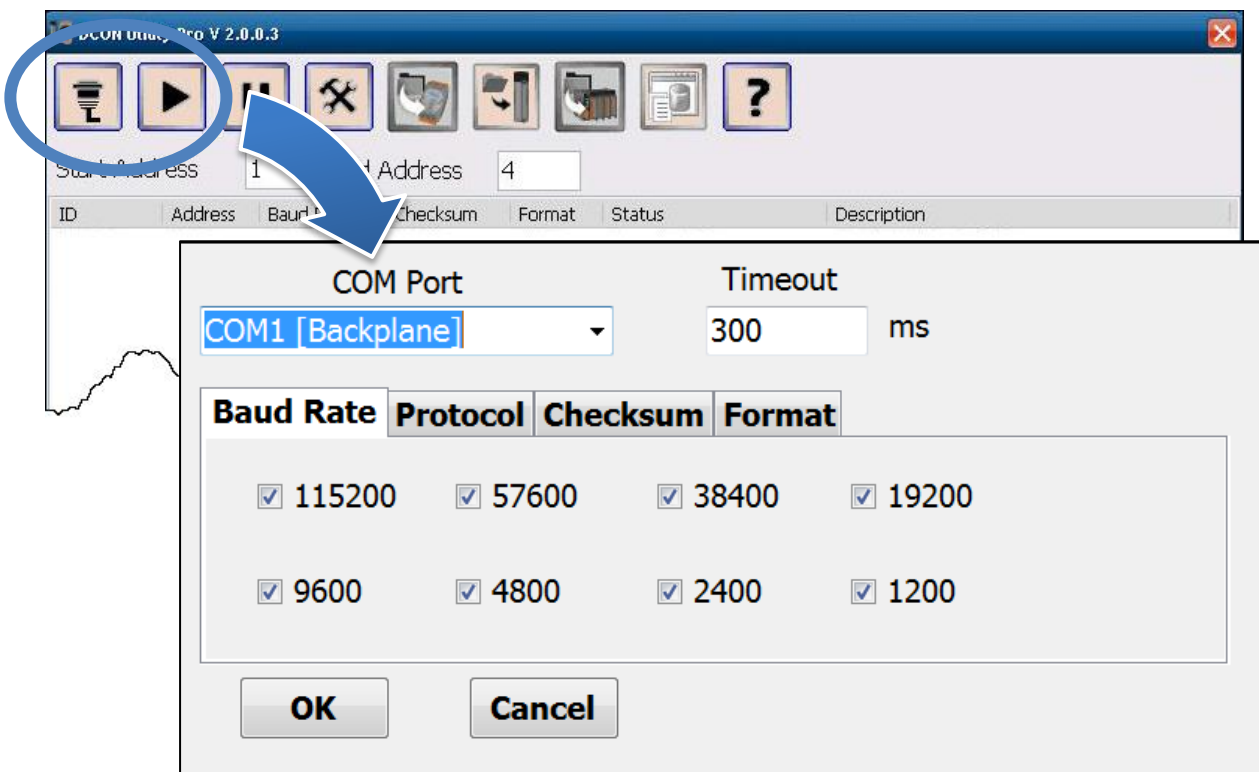 DCON Utility Pro V 2.0.0.3
?
Start Address 1 Address 4
ID Address Baud Checksum Format Status Description
COM Port Timeout
COM1 [Backplane] 300 ms
Baud Rate Protocol Checksum Format
115200 57600 38400 19200
9600 4800 2400 1200
OK Cancel